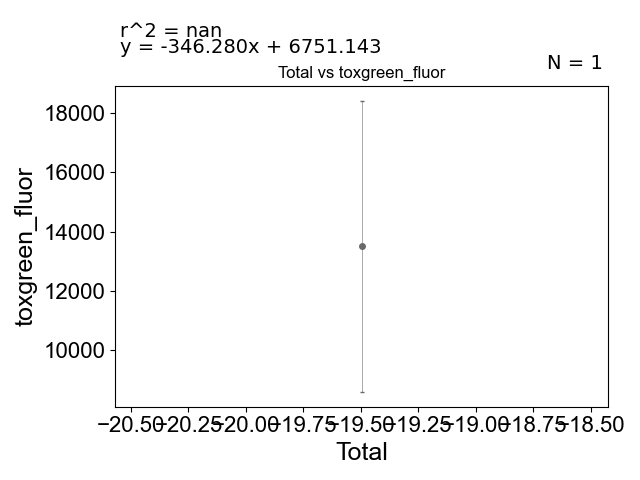 r^2 = nan
y = -346.280x + 6751.143
N = 1
Total vs toxgreen_fluor
18000
16000
14000
12000
10000
toxgreen_fluor
−20.50 −20.25 −20.00 −19.75 −19.50 −19.25 −19.00 −18.75 −18.50
Total